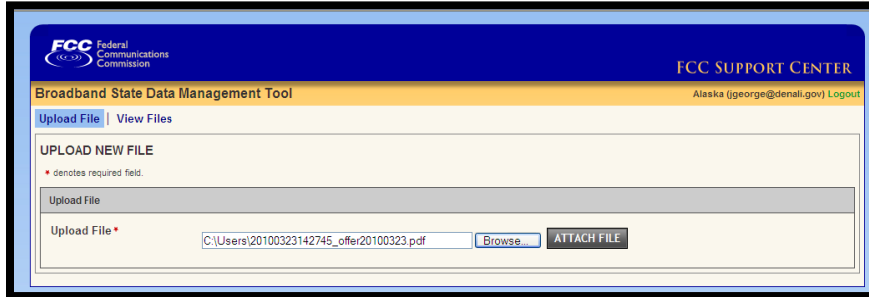 FCC Federal
Communications
Commission
FCC SUPPORT CENTER
Broadband State Data Management Tool
Alaska (jgeorge@denali.gov) Logout
Upload File | View Files
UPLOAD NEW FILE
* denotes required field.
Upload File
Upload File *
C:\Users\20100323142745_offer20100323.pdf Browse... ATTACH FILE